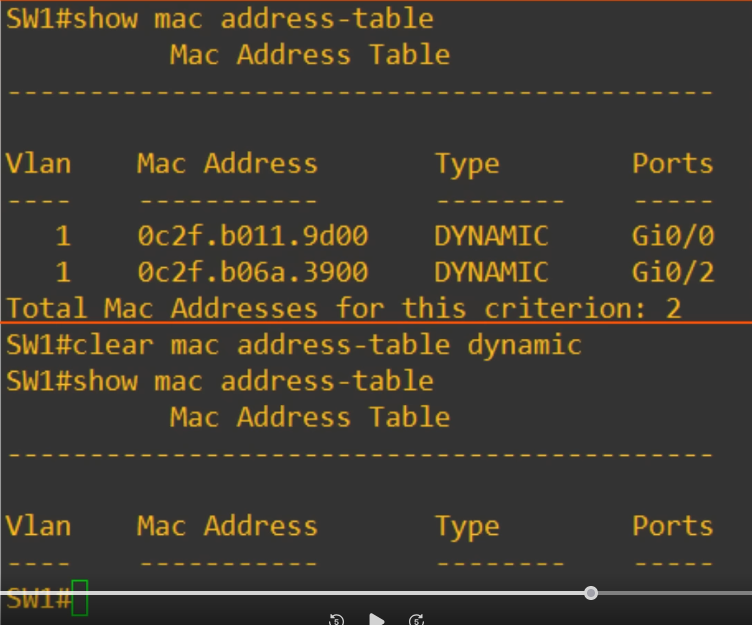 SW1#show mac address-table
Mac Address Table
-------------------------------------------
Vlan    Mac Address       Type        Ports
----    -----------       --------    -----
1    0c2f.b011.9d00    DYNAMIC     Gi0/0
1    0c2f.b06a.3900    DYNAMIC     Gi0/2
Total Mac Addresses for this criterion: 2
SW1#clear mac address-table dynamic
SW1#show mac address-table
Mac Address Table
-------------------------------------------
Vlan    Mac Address       Type        Ports
----    -----------       --------    -----
SW1#
5 5